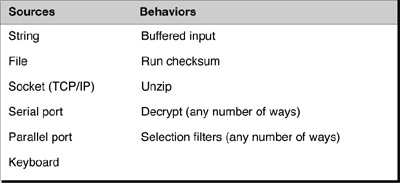 Sources Behaviors
String Buffered input
File Run checksum
Socket (TCP/IP) Unzip
Serial port Decrypt (any number of ways)
Parallel port Selection filters (any number of ways)
Keyboard